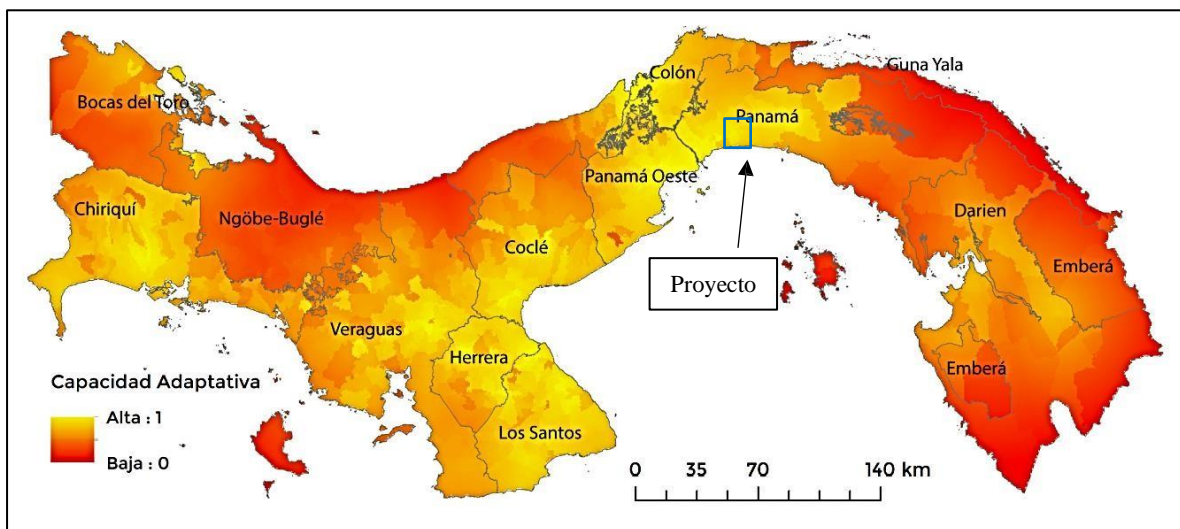 Colón
Guna Yala
Bocas del Toro
Panamá
Panamá Oeste
Chiriquí
Ngöbe-Buglé
Darien
Coclé
Emberá
Proyecto
Veraguas
Herrera
Emberá
Capacidad Adaptativa
Alta : 1
Baja : 0
Los Santos
0 35 70 140 km